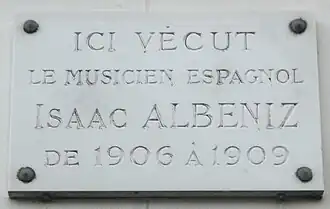 ICI VÉCUT
LE MUSICIEN ESPAGNOL
ISAAC ALBENIZ
DE 1906 À 1909